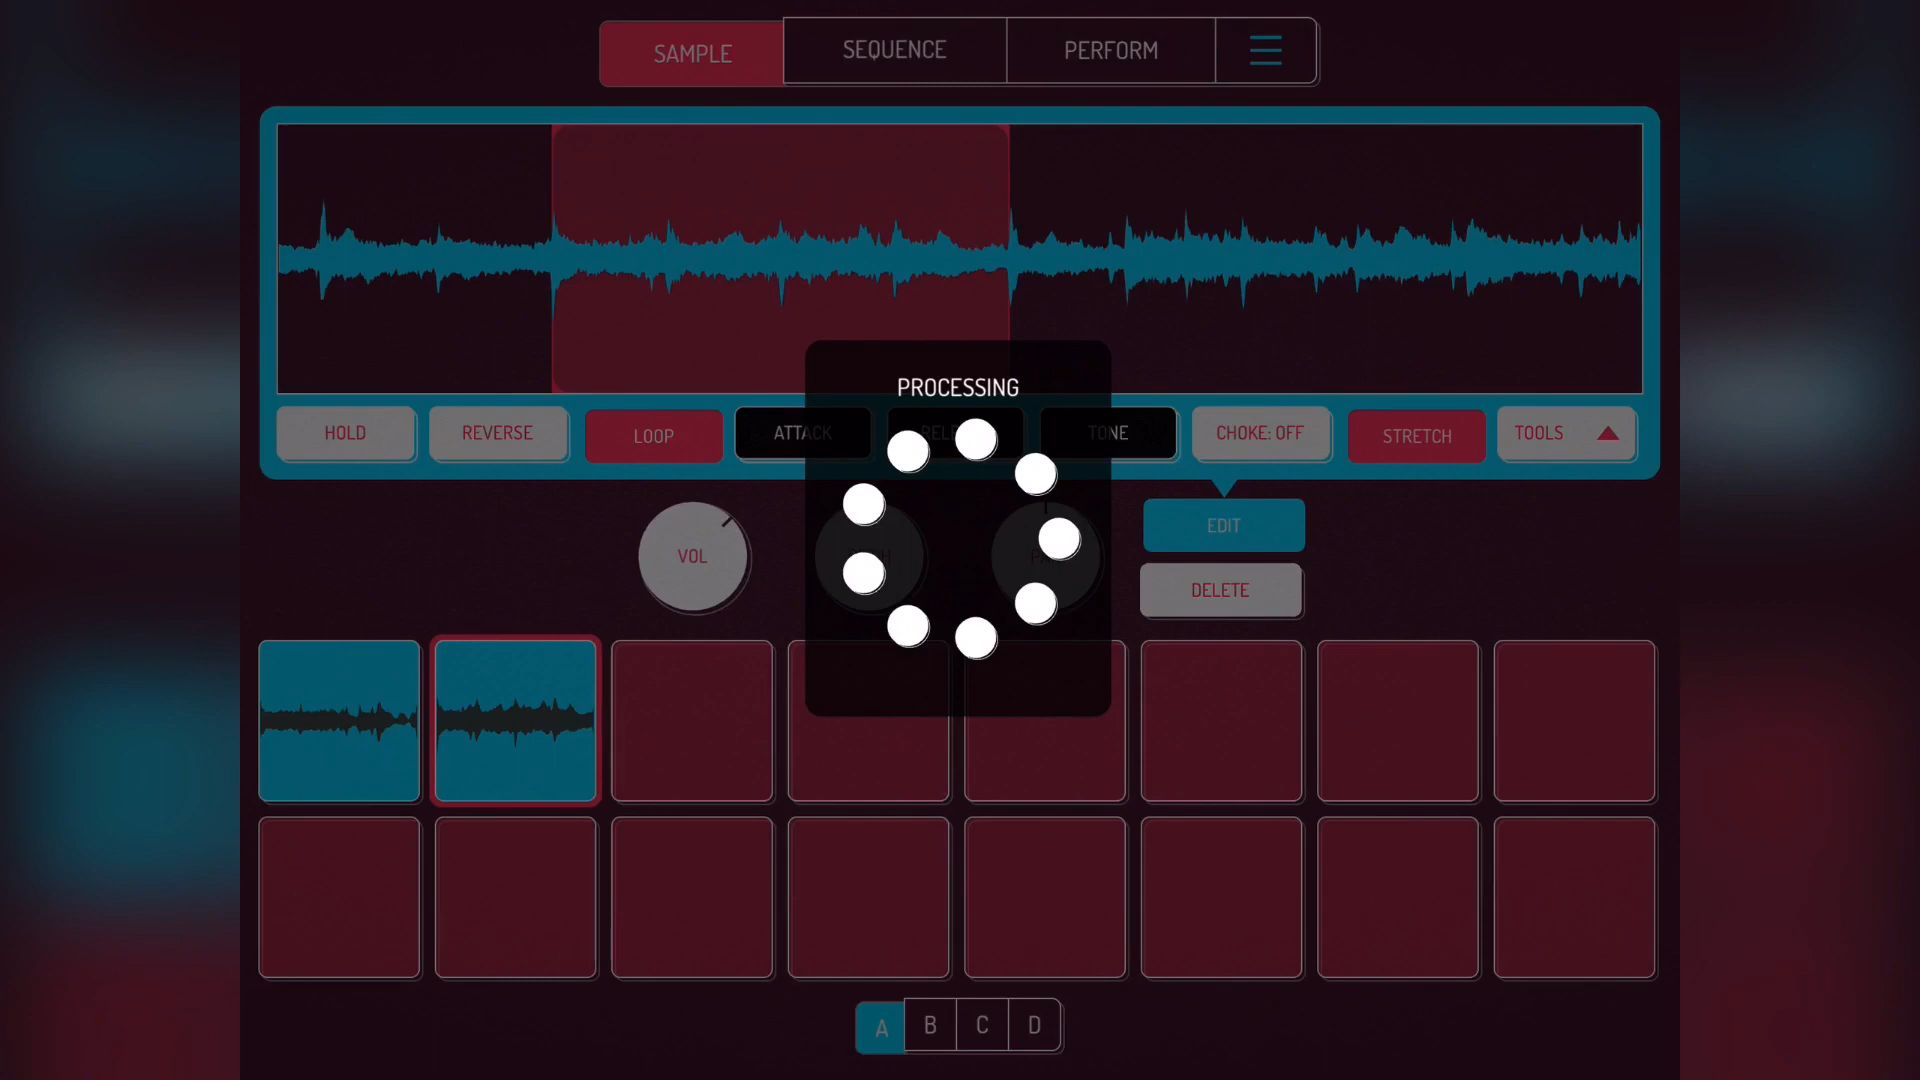 SAMPLE
SEQUENCE
PERFORM
PROCESSING
HOLD
REVERSE
LOOP
ATTACK
TONE
CHOKE: OFF
STRETCH
TOOLS
VOL
EDIT
DELETE
A
B
C
D